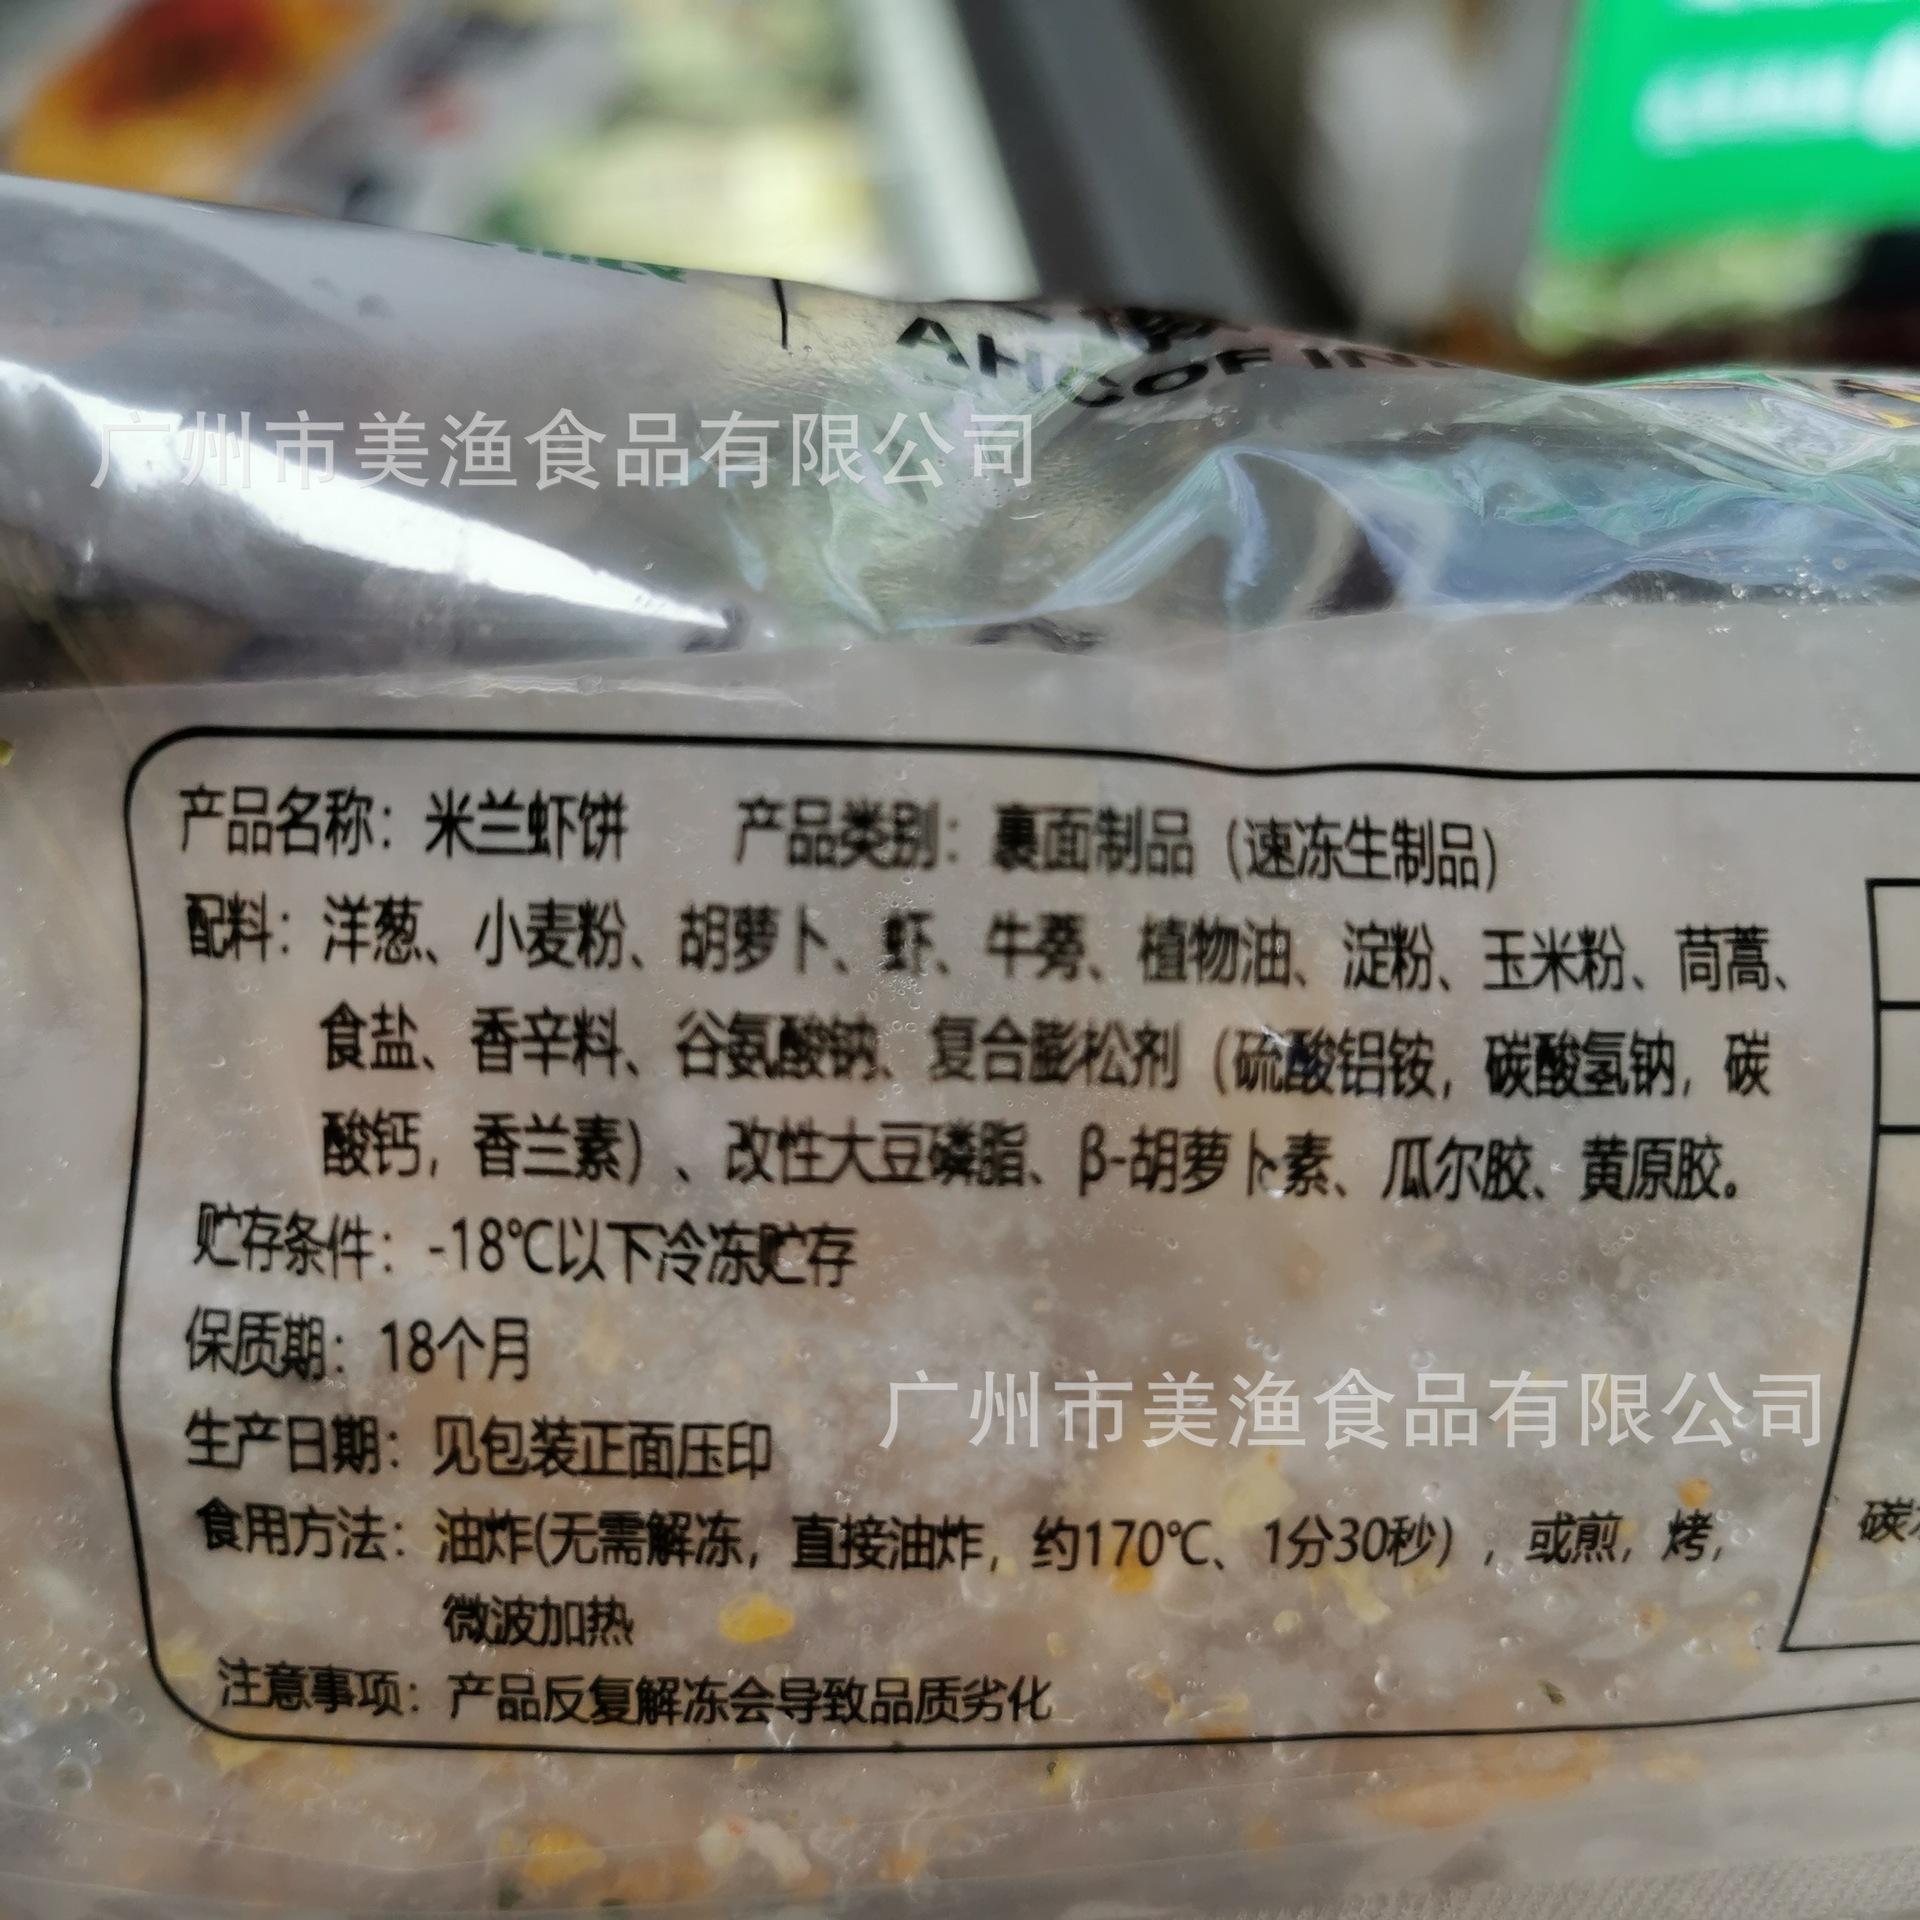 AH
COF IN
广州市美渔食品有限公司
产品名称：米兰虾饼 产品类别：裹面制品（速冻生制品）
配料：洋葱、小麦粉、胡萝卜、虾、牛蒡、植物油、淀粉、玉米粉、茼蒿、
食盐、香辛料、谷氨酸钠、复合膨松剂（硫酸铝铵，碳酸氢钠，碳
酸钙，香兰素）、改性大豆磷脂、β-胡萝卜素、瓜尔胶、黄原胶。
贮存条件：-18℃以下冷冻贮存
保质期：18个月
广州市美渔食品有限公司
生产日期：见包装正面压印
食用方法：油炸(无需解冻，直接油炸，约170℃、1分30秒），或煎，烤，
微波加热
碳
注意事项：产品反复解冻会导致品质劣化